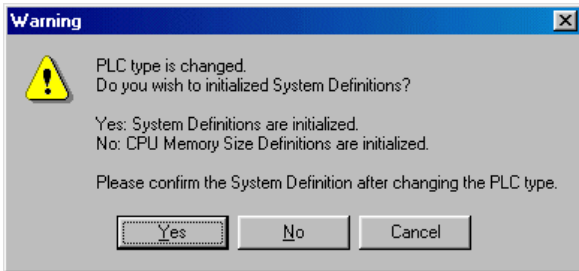 Warning
PLC type is changed.
Do you wish to initialized System Definitions?
Yes: System Definitions are initialized.
No: CPU Memory Size Definitions are initialized.
Please confirm the System Definition after changing the PLC type.
Yes No Cancel